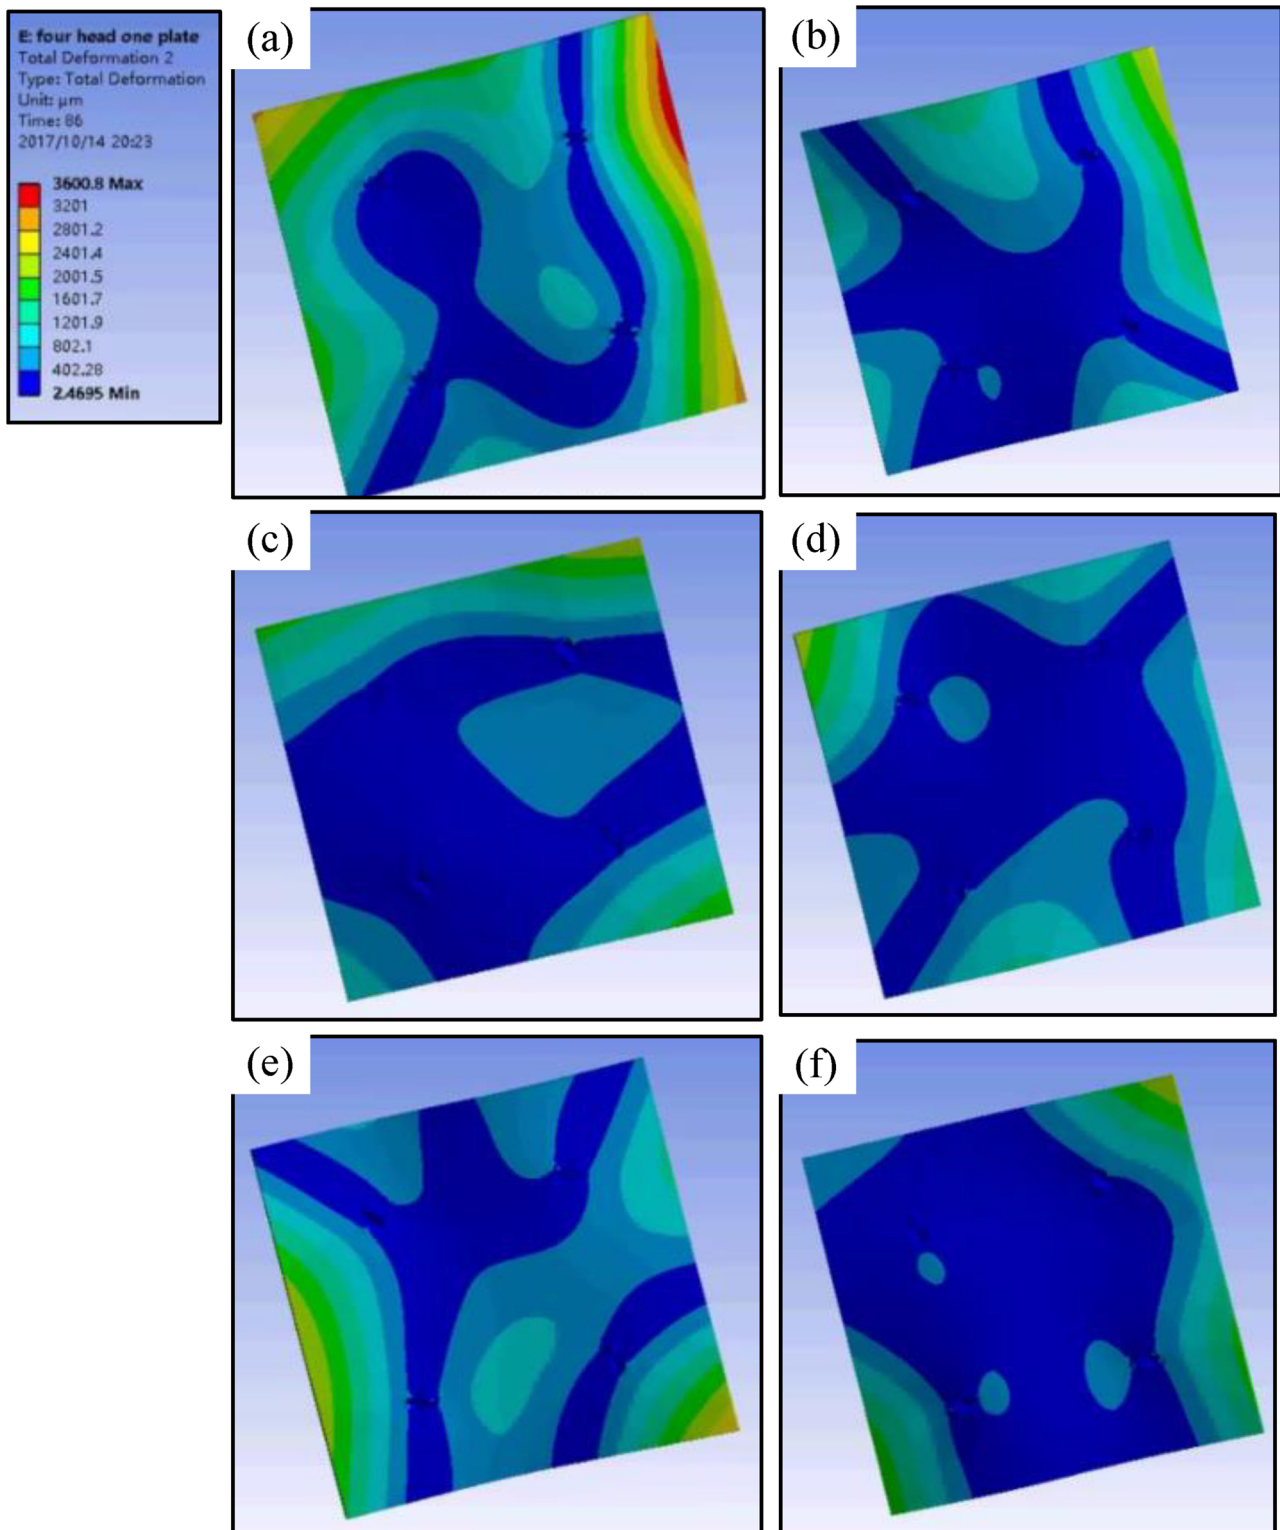 E: four head one plate
Total Deformation 2
Type: Total Deformation
Unit: µm
Time: 86
2017/10/14 20:23
3600.8 Max
3201
2801.2
2401.4
2001.5
1601.7
1201.9
802.1
402.28
2.4695 Min
(a)
(b)
(c)
(d)
(e)
(f)